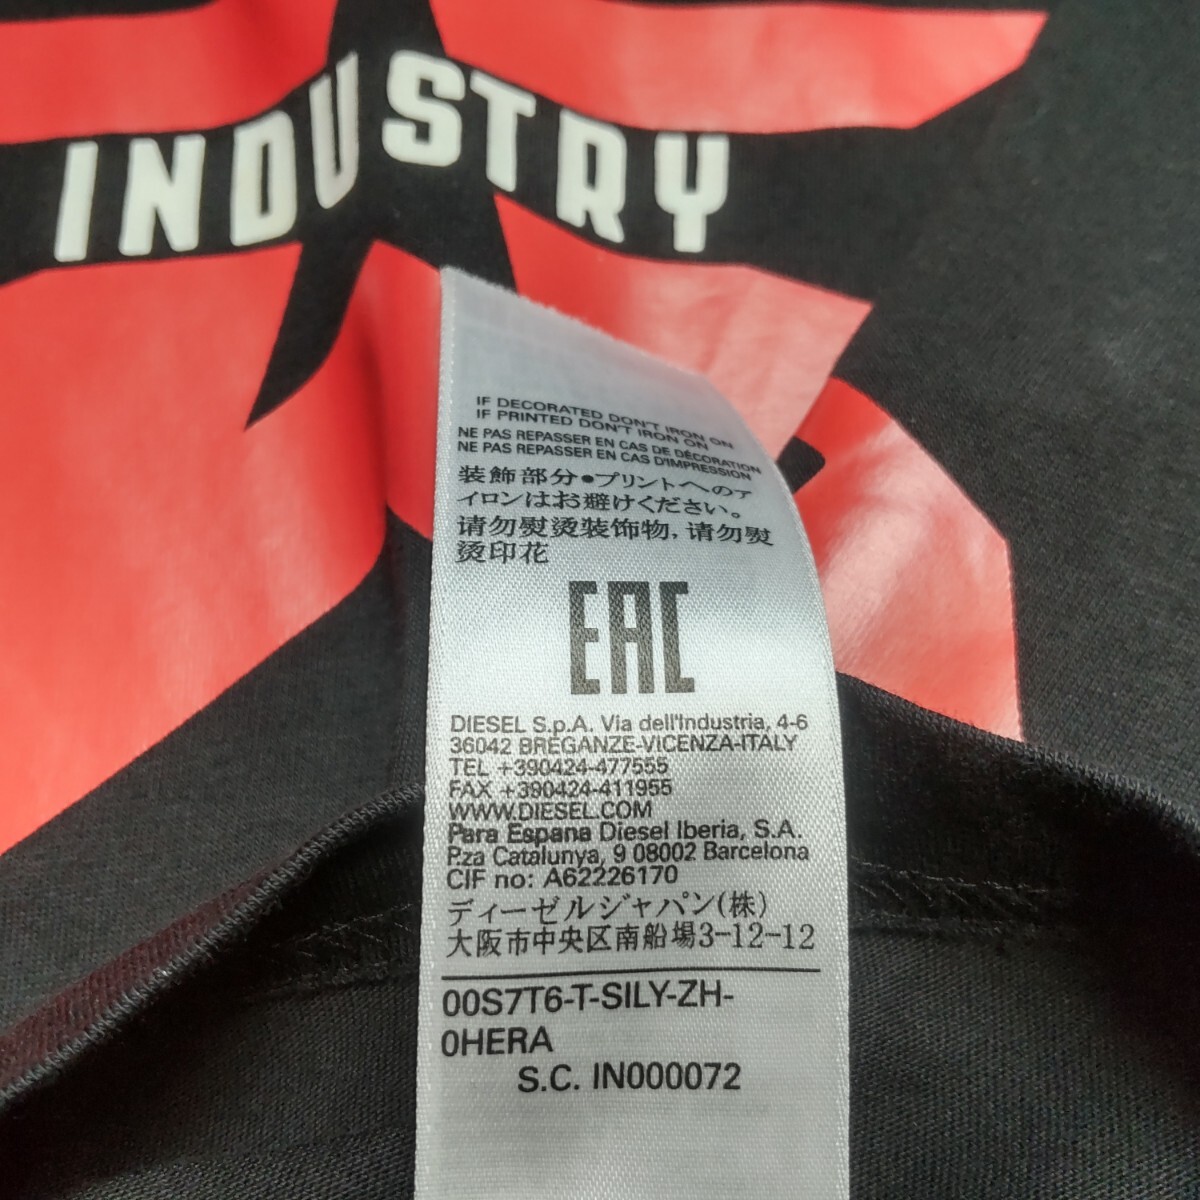 INDUSTRY
IF DECORATED DON'T IRON ON
IF PRINTED DON'T IRON ON
NE PAS REPASSER EN CAS DE DÉCORATION
NE PAS REPASSER EN CAS D'IMPRESSION
装飾部分●プリントへのア
イロンはお避けください。
请勿熨烫装饰物，请勿熨
烫印花
EAC
DIESEL S.p.A. Via dell'Industria, 4-6
36042 BREGANZE-VICENZA-ITALY
TEL +390424-477555
FAX +390424-411955
WWW.DIESEL.COM
Para Espana Diesel Iberia, S.A.
P.za Catalunya, 9 08002 Barcelona
CIF no: A62226170
ディーゼルジャパン(株)
大阪市中央区南船場3-12-12
00S7T6-T-SILY-ZH-
0HERA
S.C. IN000072